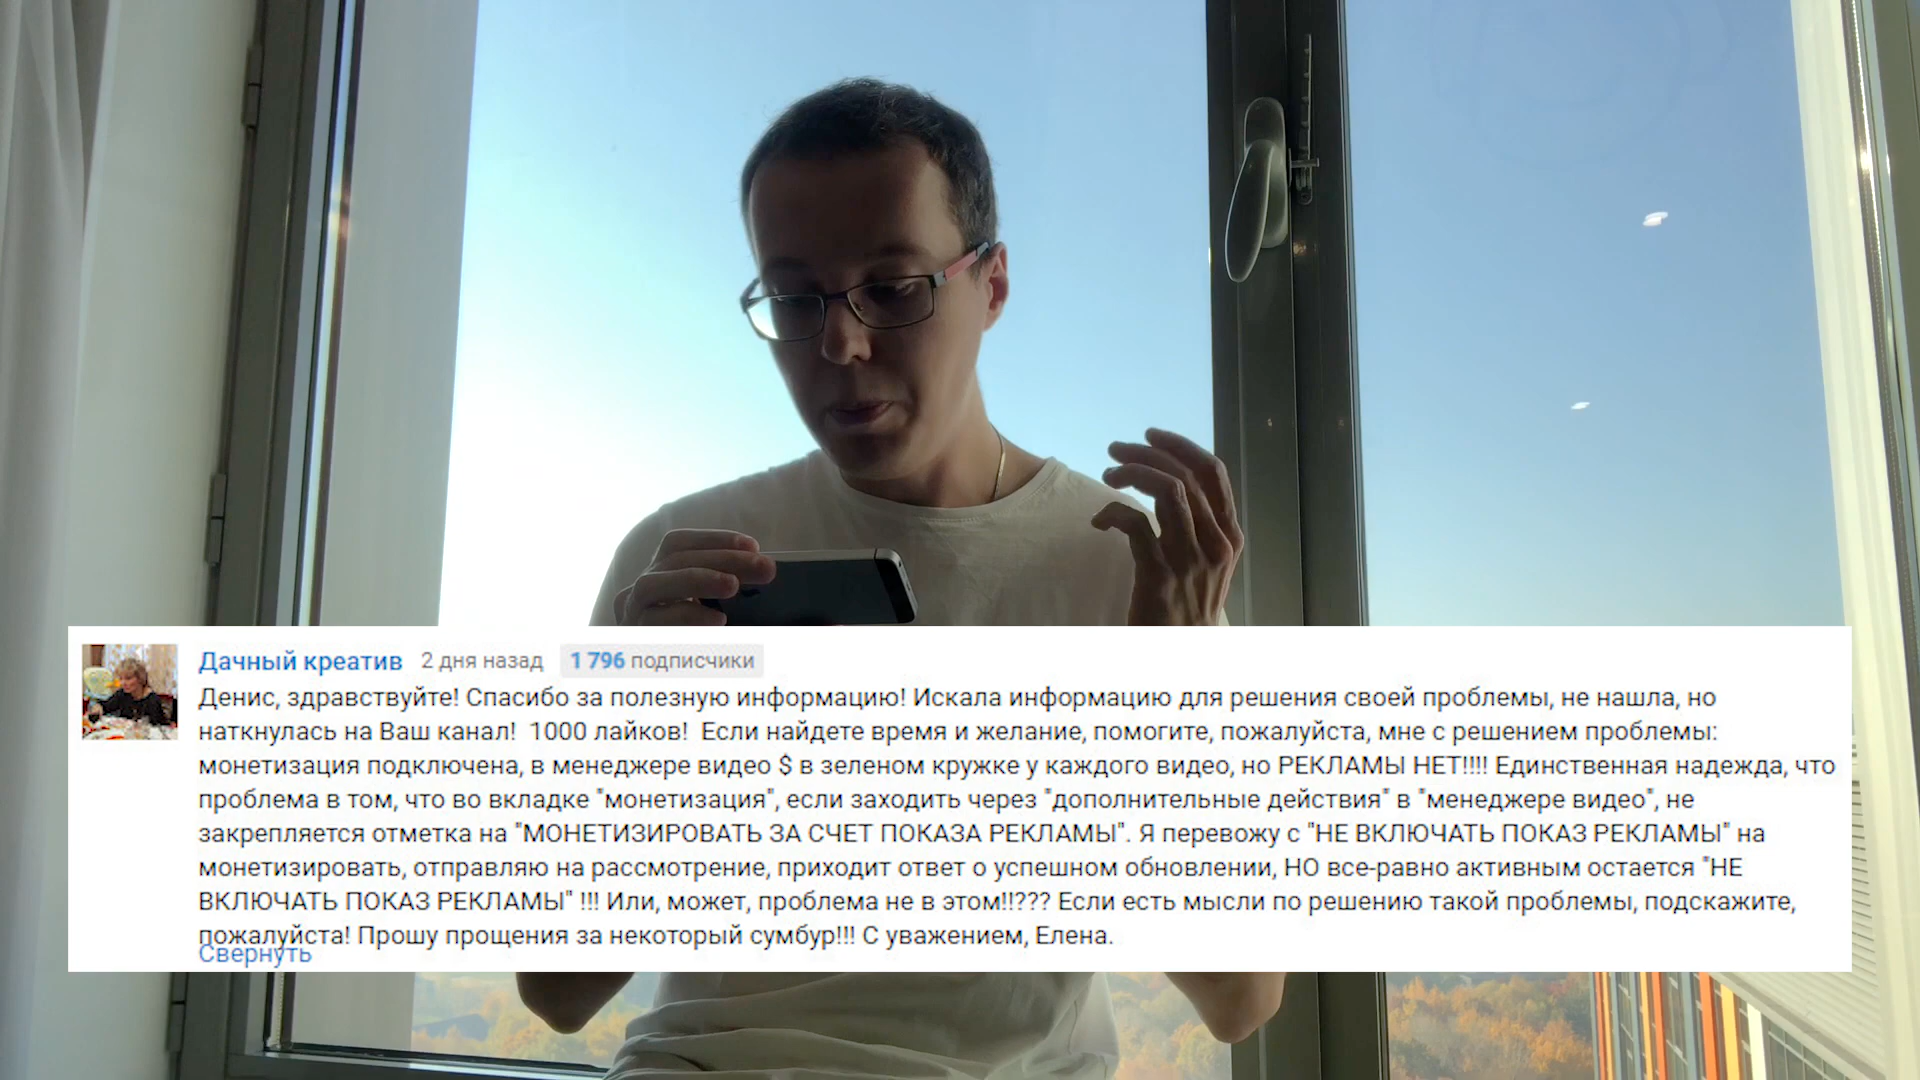 Дачный креатив 2 дня назад 1 796 подписчики
Денис, здравствуйте! Спасибо за полезную информацию! Искала информацию для решения своей проблемы, не нашла, но
наткнулась на Ваш канал! 1000 лайков! Если найдете время и желание, помогите, пожалуйста, мне с решением проблемы:
монетизация подключена, в менеджере видео $ в зеленом кружке у каждого видео, но РЕКЛАМЫ НЕТ!!!! Единственная надежда, что
проблема в том, что во вкладке "монетизация", если заходить через "дополнительные действия" в "менеджере видео", не
закрепляется отметка на "МОНЕТИЗИРОВАТЬ ЗА СЧЕТ ПОКАЗА РЕКЛАМЫ". Я перевожу с "НЕ ВКЛЮЧАТЬ ПОКАЗ РЕКЛАМЫ" на
монетизировать, отправляю на рассмотрение, приходит ответ о успешном обновлении, НО все-равно активным остается "НЕ
ВКЛЮЧАТЬ ПОКАЗ РЕКЛАМЫ" !!! Или, может, проблема не в этом!!??? Если есть мысли по решению такой проблемы, подскажите,
пожалуйста! Прошу прощения за некоторый сумбур!!! С уважением, Елена.
Свернуть